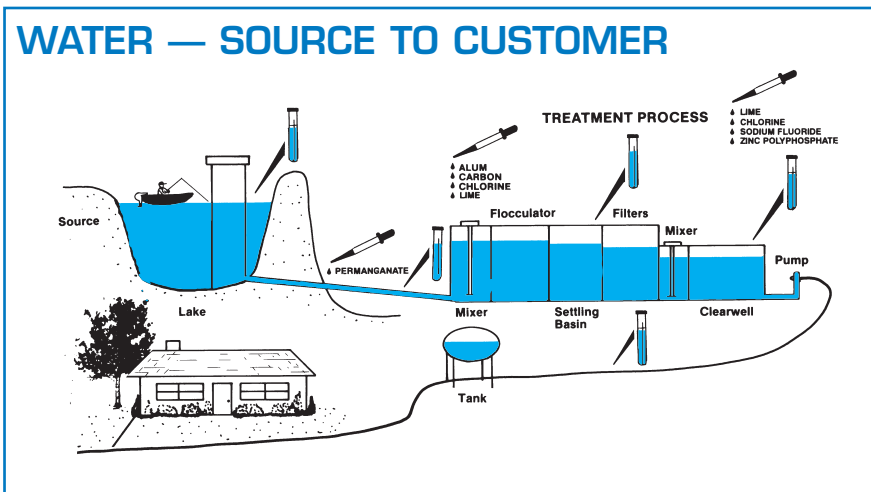 WATER — SOURCE TO CUSTOMER
TREATMENT PROCESS
LIME
CHLORINE
SODIUM FLUORIDE
ZINC POLYPHOSPHATE
ALUM
CARBON
CHLORINE
LIME
Source
Flocculator
Filters
Mixer
PERMANGANATE
Pump
Lake
Mixer
Settling
Basin
Clearwell
Tank